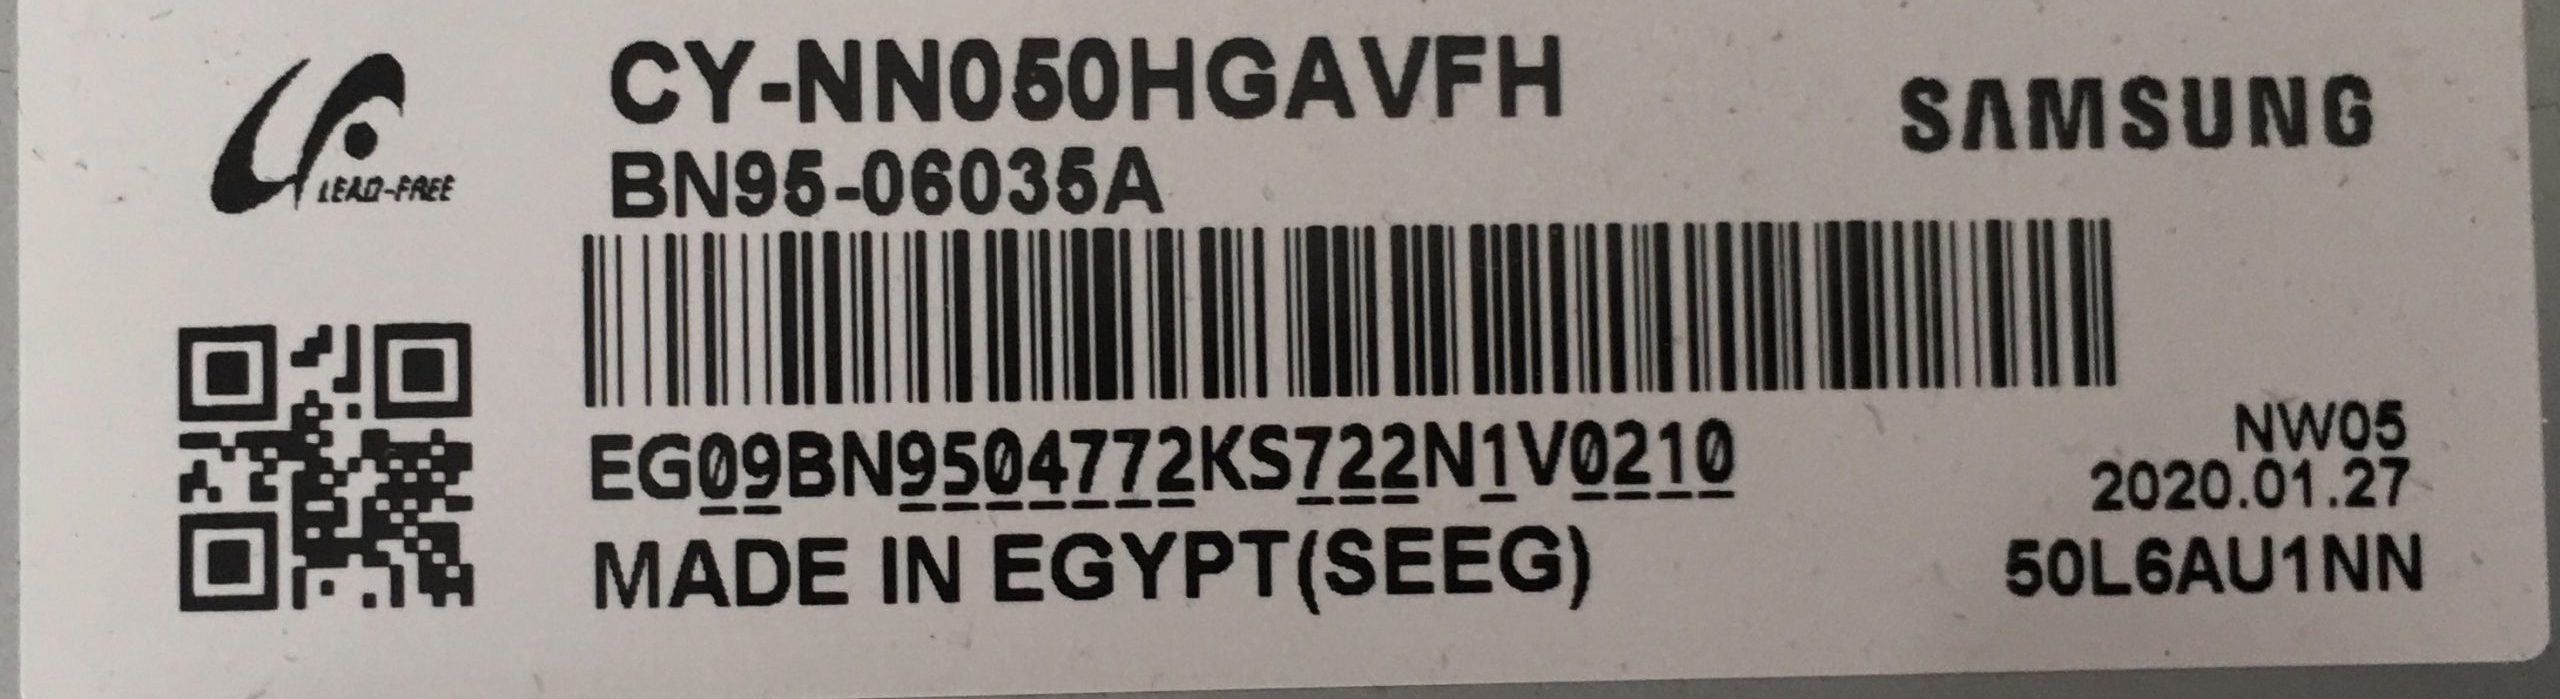 LEAD-FREE
CY-NN050HGAVFH
BN95-06035A
SAMSUNG
EG09BN9504772KS722N1V0210
MADE IN EGYPT(SEEG)
NW05
2020.01.27
50L6AU1NN